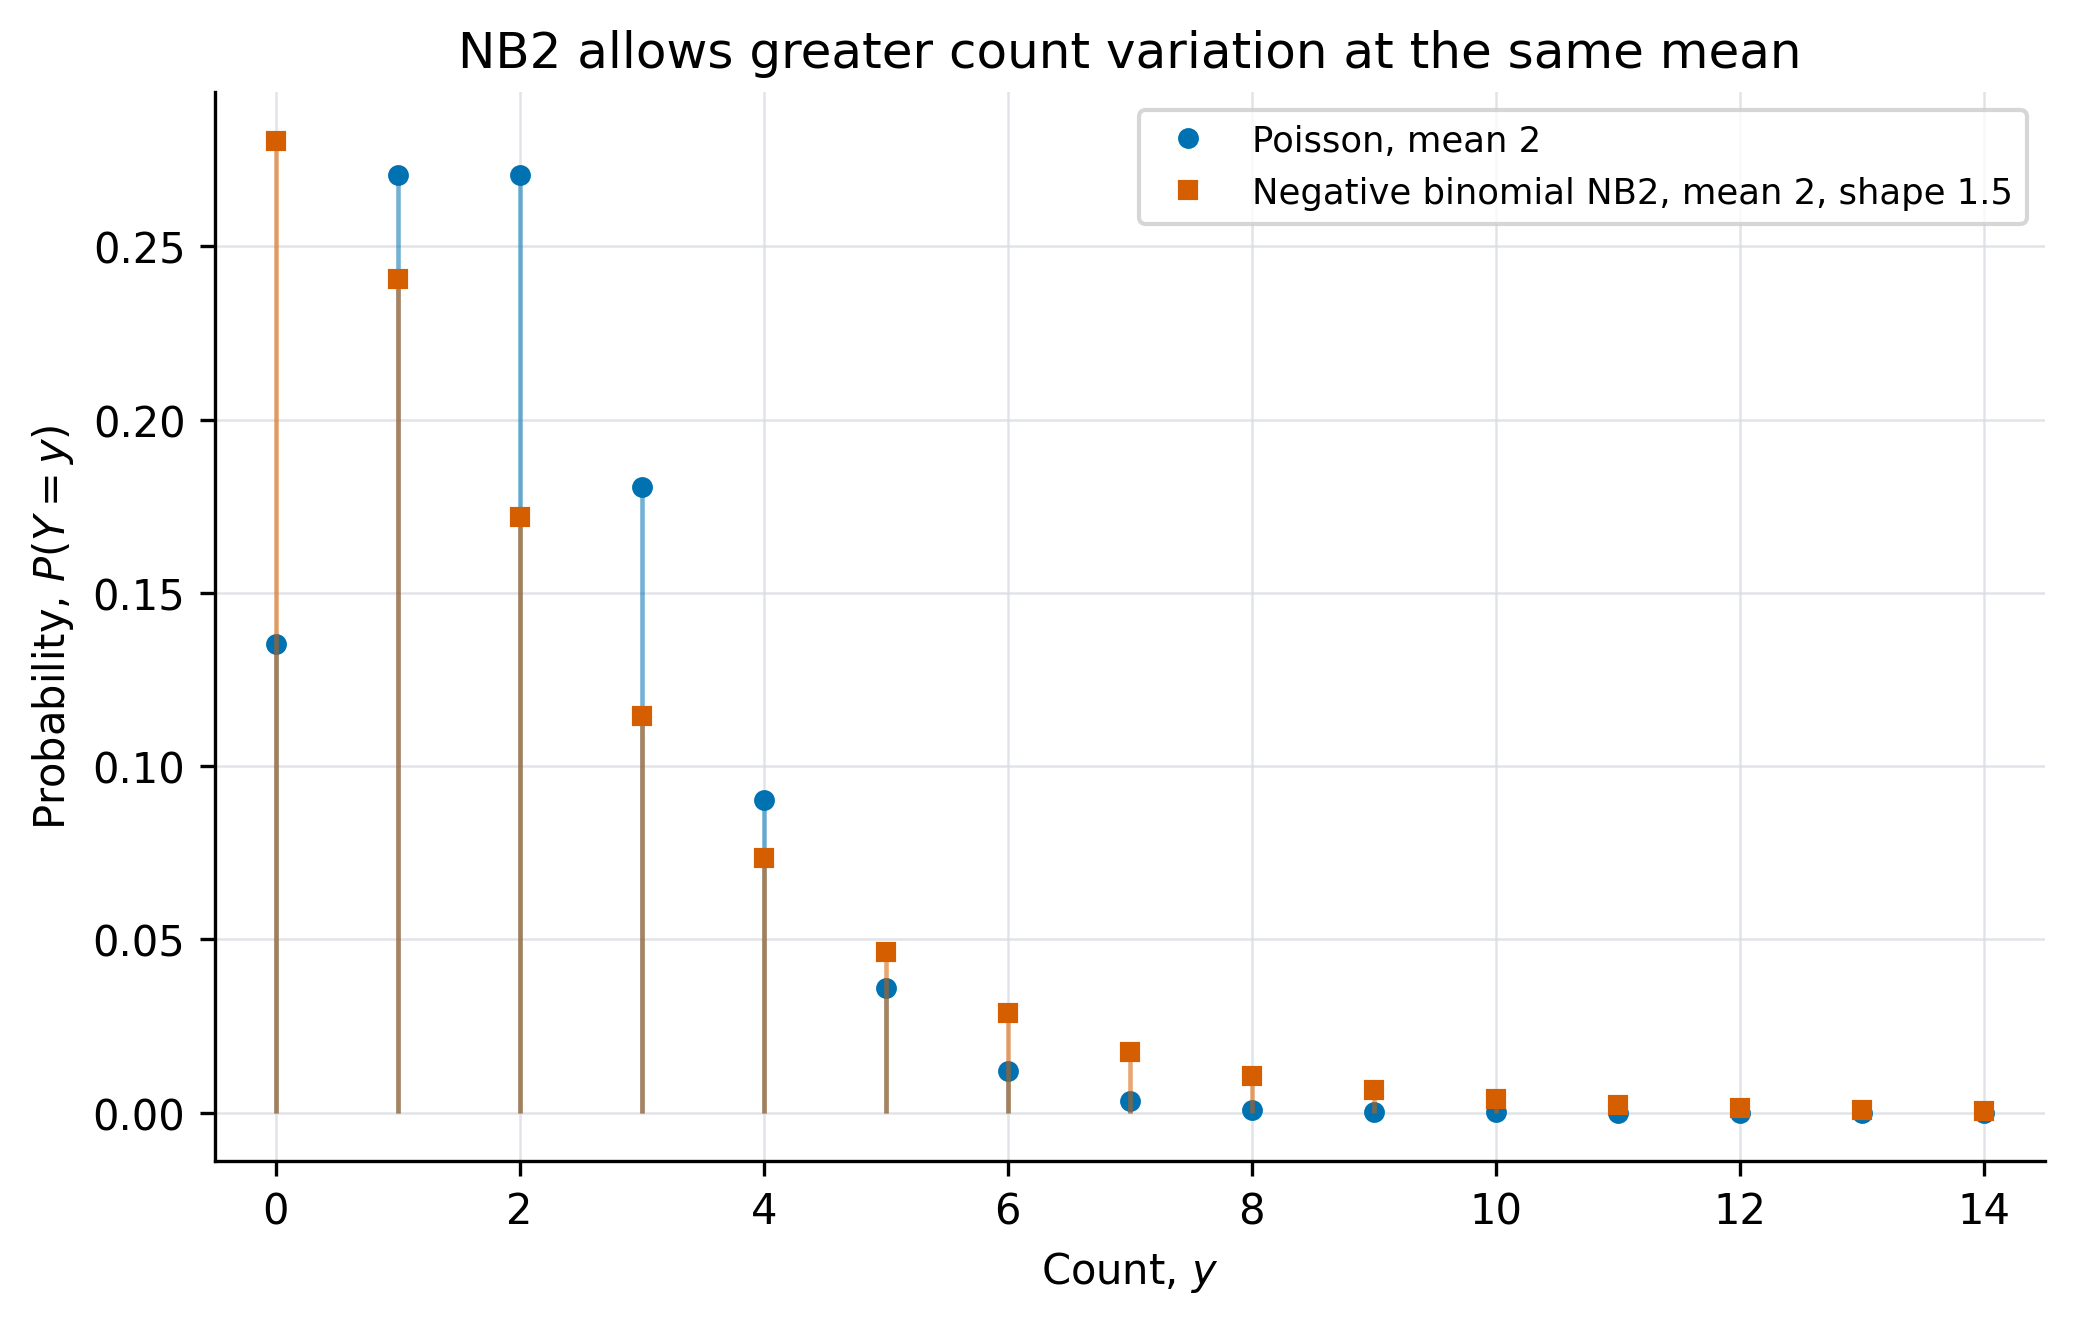 NB2 allows greater count variation at the same mean
Poisson, mean 2
Negative binomial NB2, mean 2, shape 1.5
Probability, P(Y = y)
0.25
0.20
0.15
0.10
0.05
0.00
0 2 4 6 8 10 12 14
Count, y